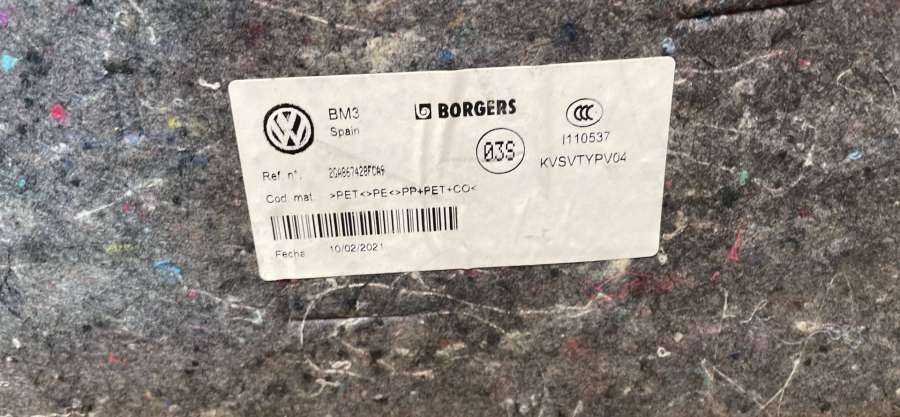 BM3
Spain
BORGERS
03S
CCC
I110537
KVSVTYPV04
Ref. n°. 2GA867428FCA9
Cod. mat. >PET<>PE<>PP+PET+CO<
Fecha 10/02/2021